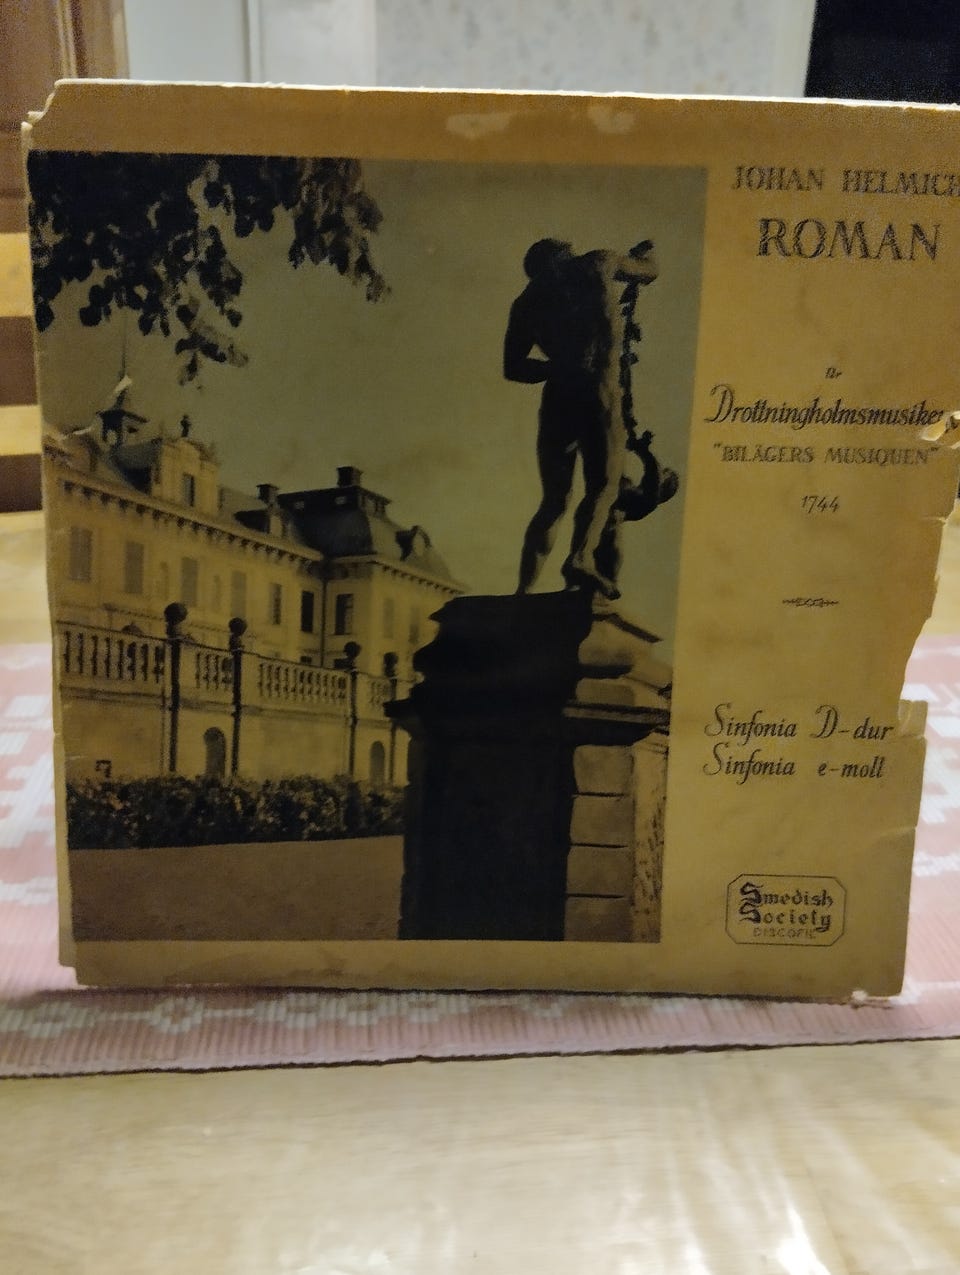 JOHAN HELMICH
ROMAN
Ur
Drottningholmsmusiken
"BILÄGERS MUSIQUEN"
1744
Sinfonia D-dur
Sinfonia e-moll
Swedish
Society
DISCOFIL